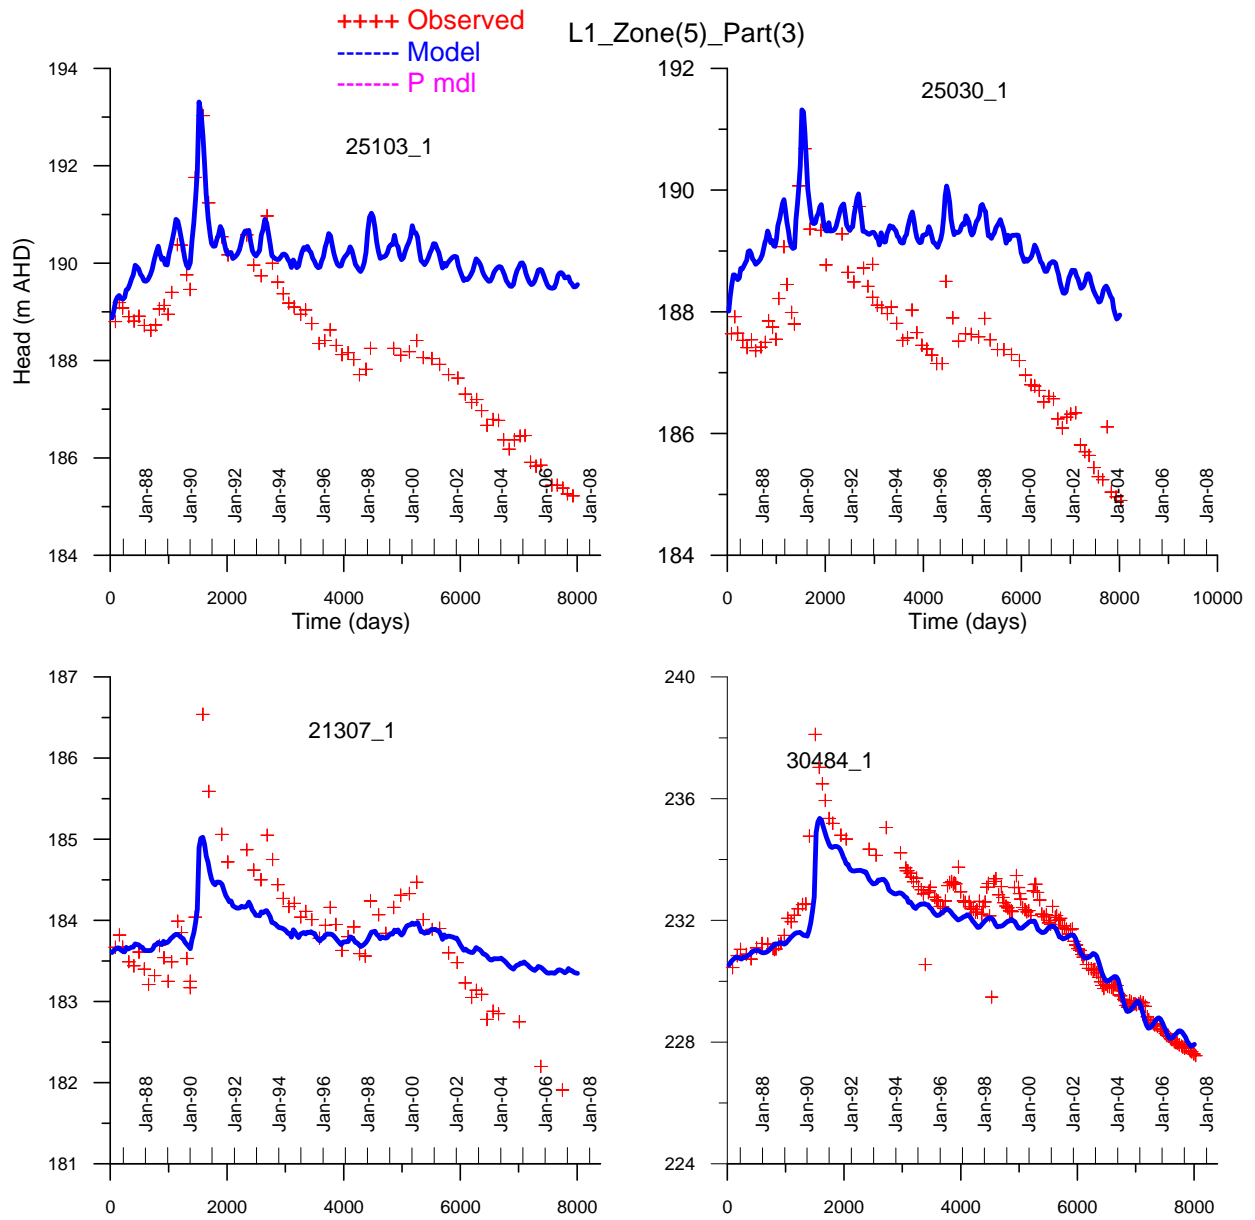 ++++ Observed
L1_Zone(5)_Part(3)
------- Model
------- P mdl
194
192
190
188
186
184
Head (m AHD)
25103_1
Jan-88 Jan-90 Jan-92 Jan-94 Jan-96 Jan-98 Jan-00 Jan-02 Jan-04 Jan-06 Jan-08
0 2000 4000 6000 8000
Time (days)
192
190
188
186
184
25030_1
Jan-88 Jan-90 Jan-92 Jan-94 Jan-96 Jan-98 Jan-00 Jan-02 Jan-04 Jan-06 Jan-08
0 2000 4000 6000 8000 10000
Time (days)
187
186
185
184
183
182
181
21307_1
Jan-88 Jan-90 Jan-92 Jan-94 Jan-96 Jan-98 Jan-00 Jan-02 Jan-04 Jan-06 Jan-08
0 2000 4000 6000 8000
240
236
232
228
224
30484_1
Jan-88 Jan-90 Jan-92 Jan-94 Jan-96 Jan-98 Jan-00 Jan-02 Jan-04 Jan-06 Jan-08
0 2000 4000 6000 8000